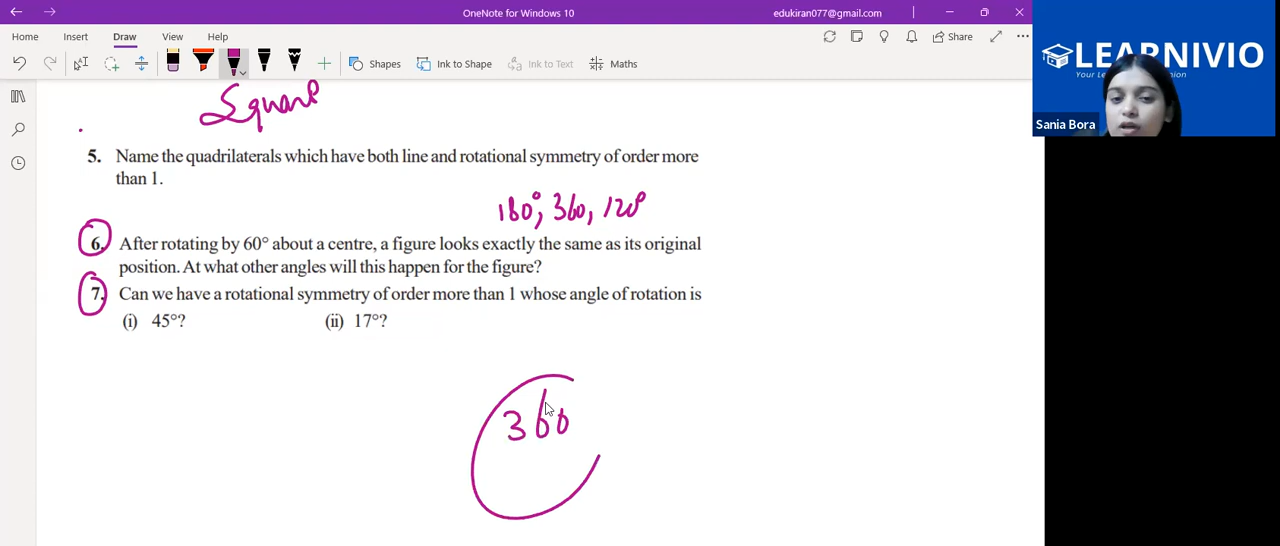 OneNote for Windows 10
edukiran077@gmail.com
Home Insert Draw View Help
Share
Shapes
Ink to Shape
Ink to Text
Maths
LEARNIVIO
Sania Bora
Square
5. Name the quadrilaterals which have both line and rotational symmetry of order more
than 1.
180°, 360, 120°
6. After rotating by 60° about a centre, a figure looks exactly the same as its original
position. At what other angles will this happen for the figure?
7. Can we have a rotational symmetry of order more than 1 whose angle of rotation is
(i) 45°? (ii) 17°?
360